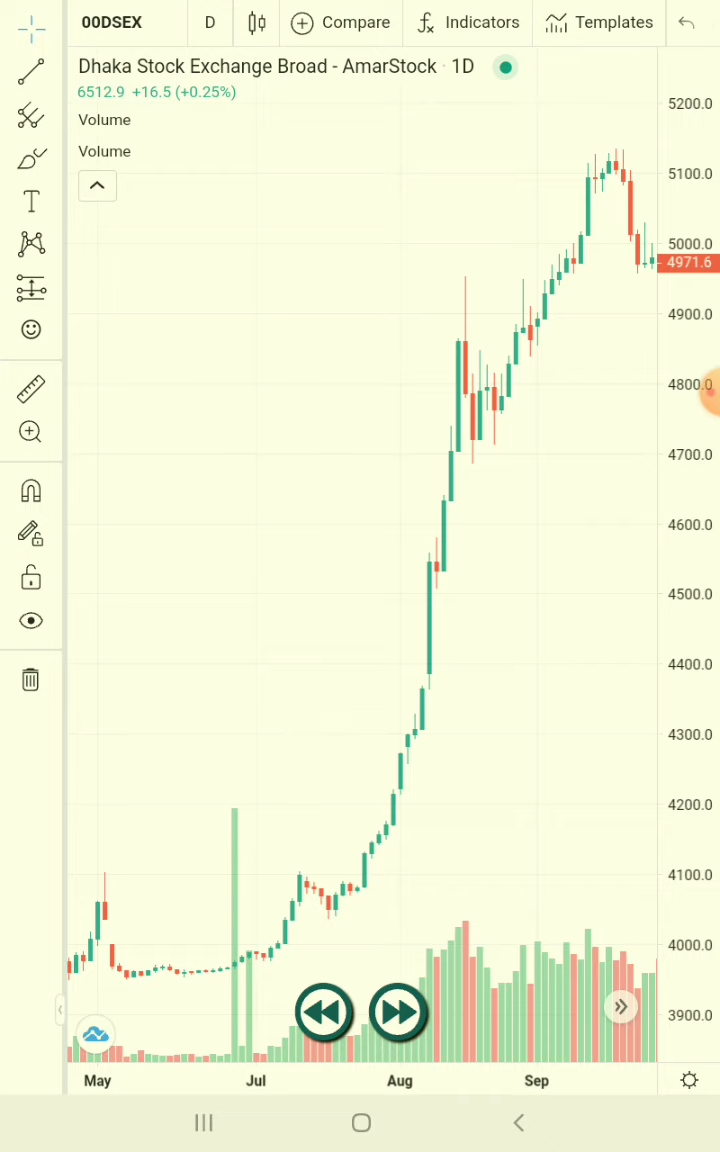 00DSEX D Compare Indicators Templates
Dhaka Stock Exchange Broad - AmarStock · 1D
6512.9 +16.5 (+0.25%)
Volume
Volume
T
5200.0
5100.0
5000.0
4971.6
4900.0
4800.0
4700.0
4600.0
4500.0
4400.0
4300.0
4200.0
4100.0
4000.0
3900.0
May Jul Aug Sep